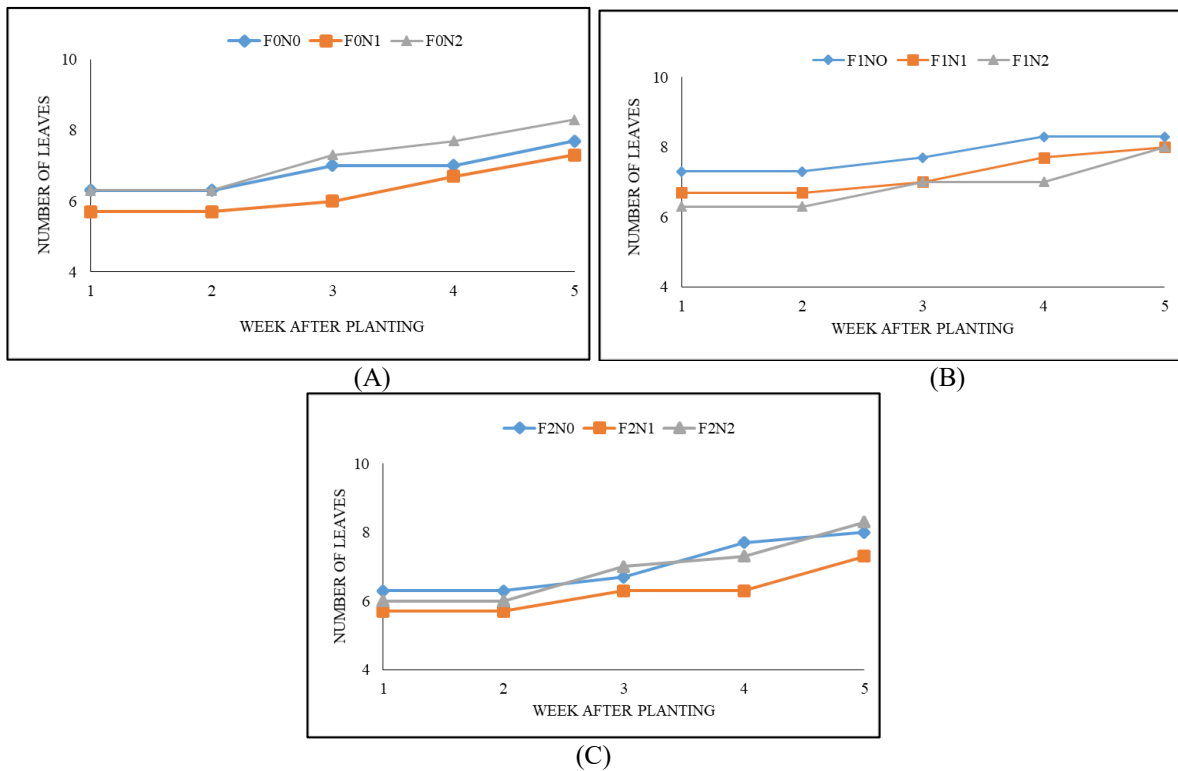 F0N0 F0N1 F0N2
10
8
6
4
NUMBER OF LEAVES
1 2 3 4 5
WEEK AFTER PLANTING
(A)
F1NO F1N1 F1N2
10
8
6
4
NUMBER OF LEAVES
1 2 3 4 5
WEEK AFTER PLANTING
(B)
F2N0 F2N1 F2N2
10
8
6
4
NUMBER OF LEAVES
1 2 3 4 5
WEEK AFTER PLANTING
(C)